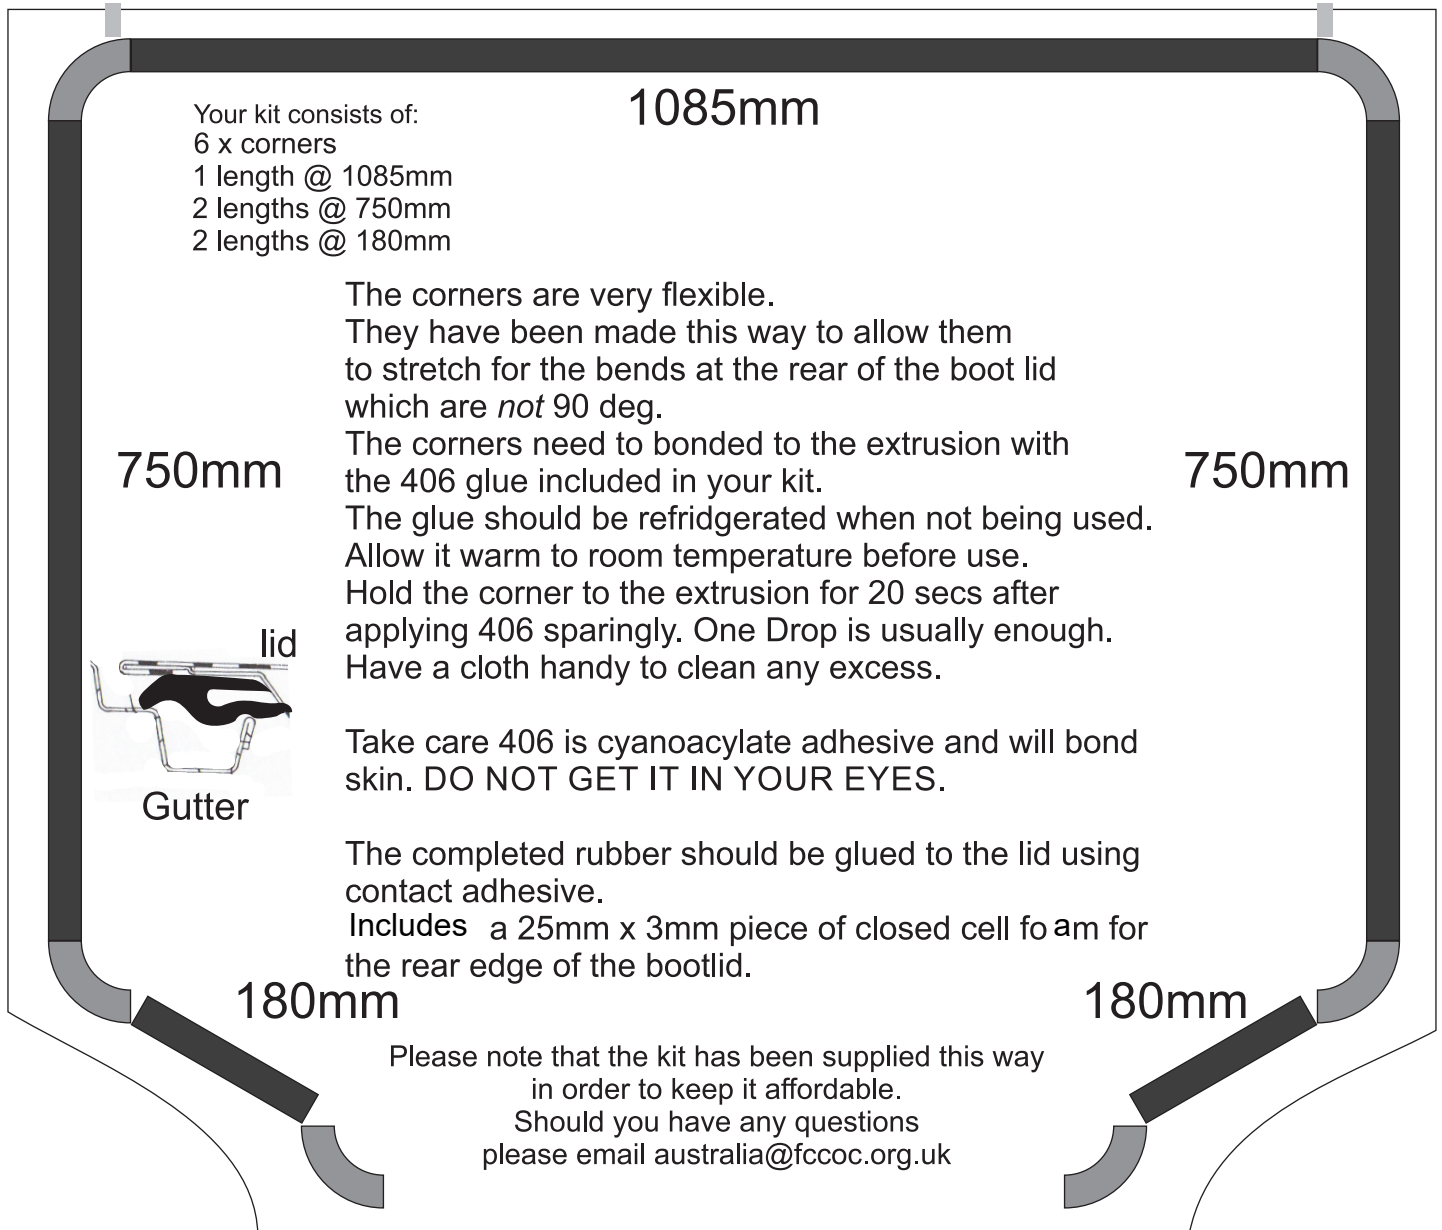 1085mm
Your kit consists of:
6 x corners
1 length @ 1085mm
2 lengths @ 750mm
2 lengths @ 180mm
The corners are very flexible.
They have been made this way to allow them
to stretch for the bends at the rear of the boot lid
which are not 90 deg.
The corners need to bonded to the extrusion with
the 406 glue included in your kit.
The glue should be refridgerated when not being used.
Allow it warm to room temperature before use.
Hold the corner to the extrusion for 20 secs after
applying 406 sparingly. One Drop is usually enough.
Have a cloth handy to clean any excess.
750mm
750mm
lid
Gutter
Take care 406 is cyanoacylate adhesive and will bond
skin. DO NOT GET IT IN YOUR EYES.
The completed rubber should be glued to the lid using
contact adhesive.
Includes a 25mm x 3mm piece of closed cell fo am for
the rear edge of the bootlid.
180mm
180mm
Please note that the kit has been supplied this way
in order to keep it affordable.
Should you have any questions
please email australia@fccoc.org.uk